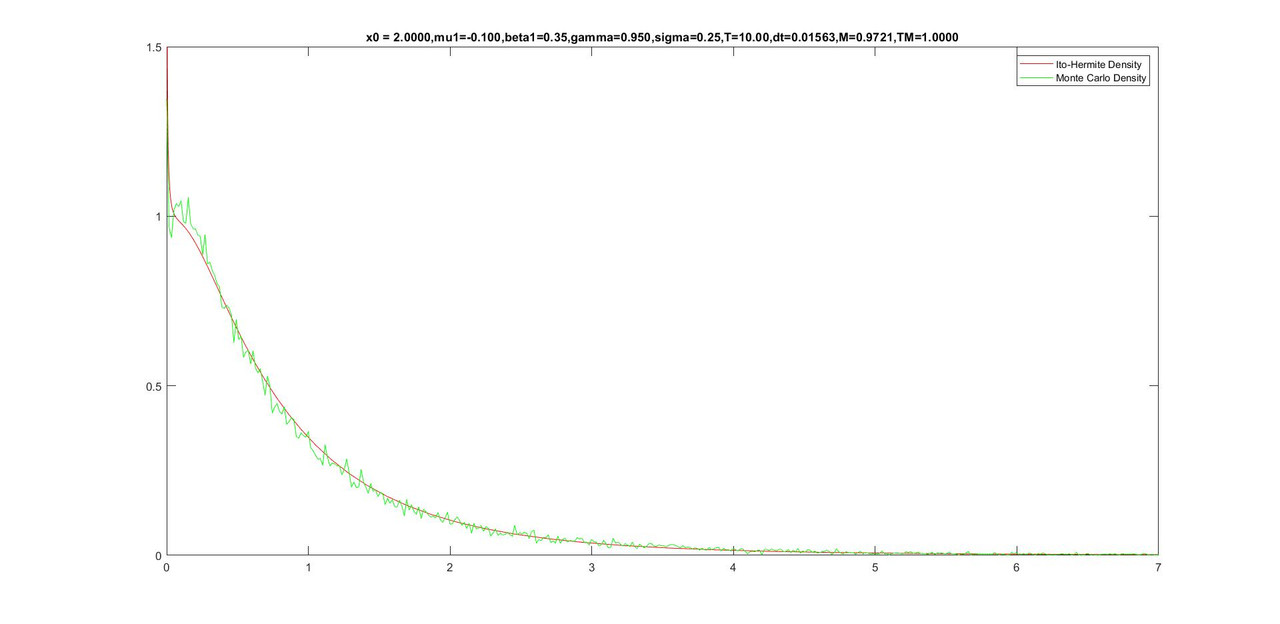 x0 = 2.0000,mu1=-0.100,beta1=0.35,gamma=0.950,sigma=0.25,T=10.00,dt=0.01563,M=0.9721,TM=1.0000
Ito-Hermite Density
Monte Carlo Density
1.5
1
0.5
0
0 1 2 3 4 5 6 7